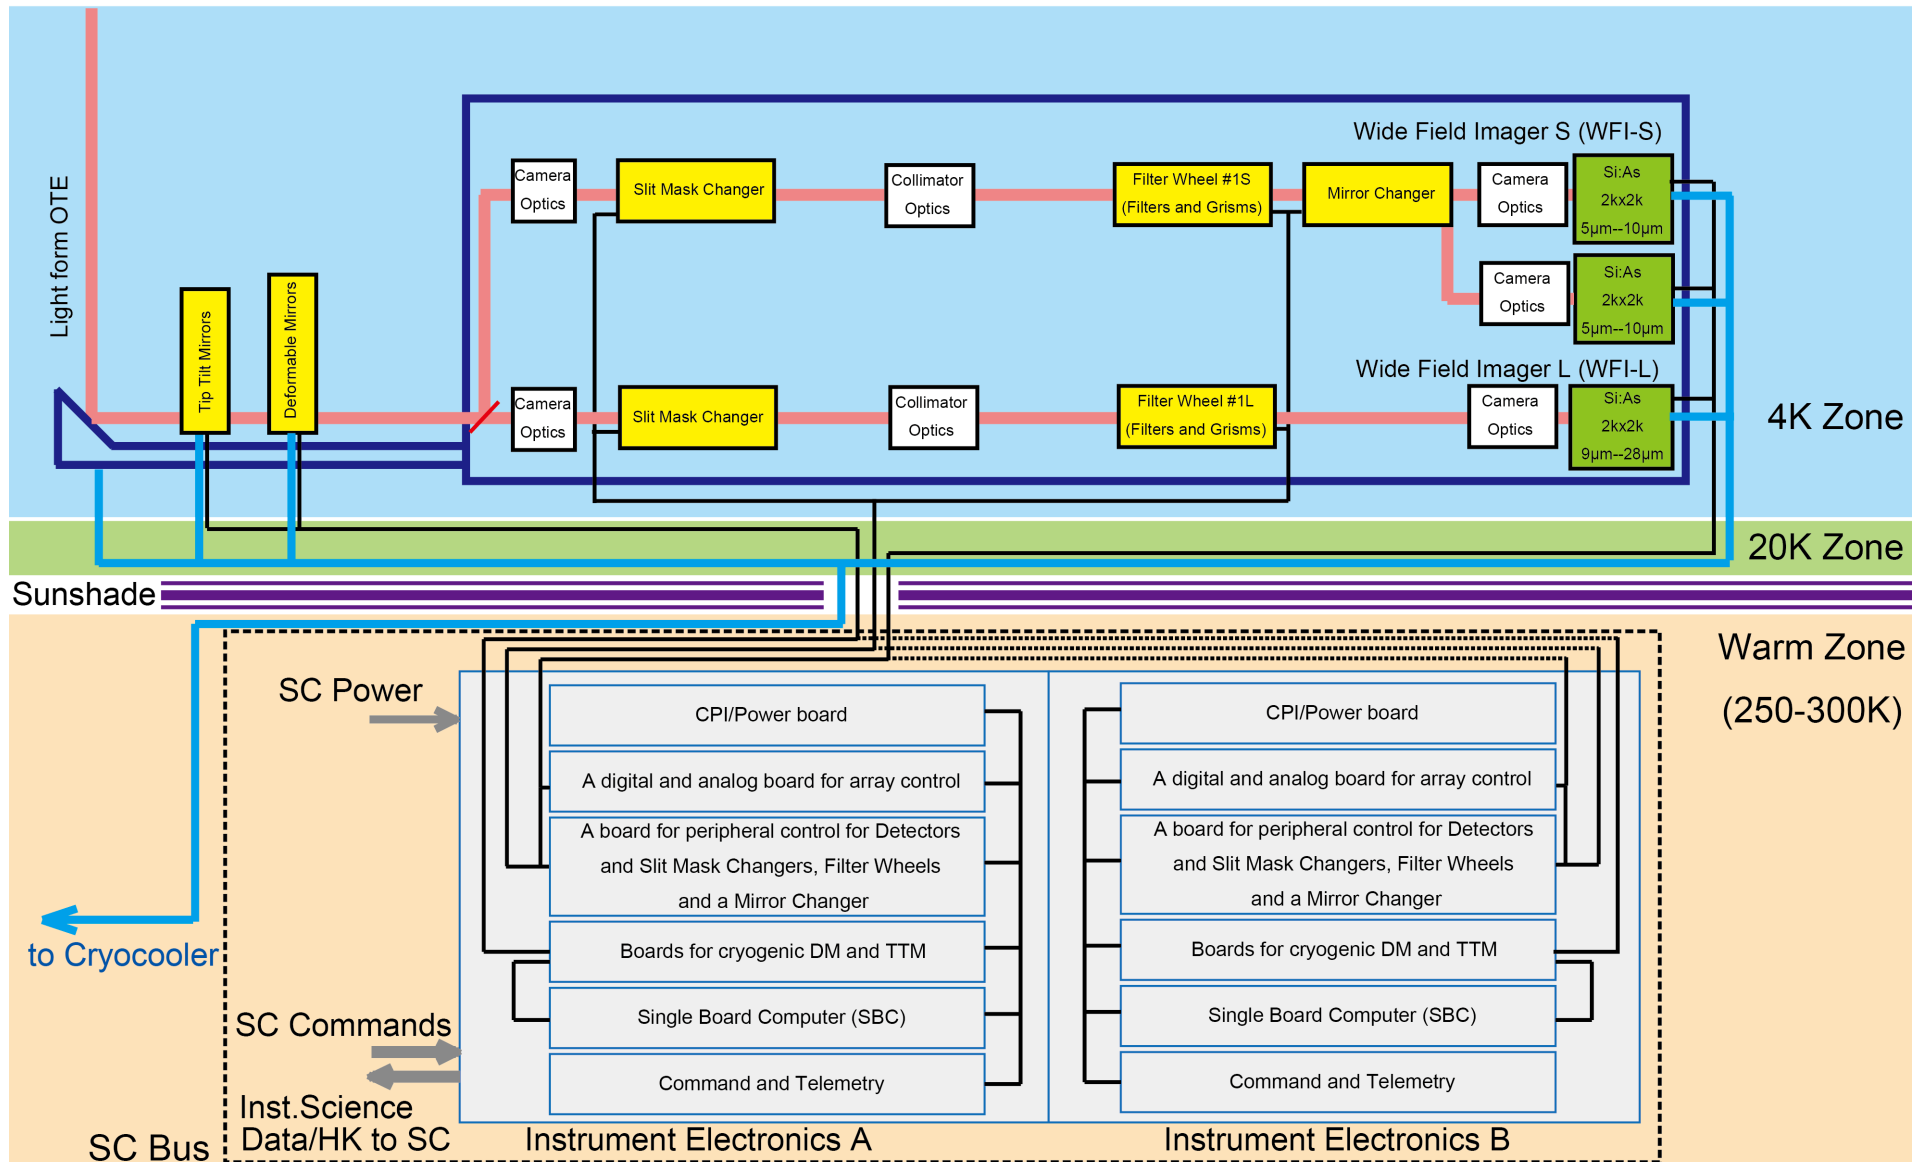 Light form OTE
Tip Tilt Mirrors
Deformable Mirrors
Wide Field Imager S (WFI-S)
Camera
Optics
Slit Mask Changer
Collimator
Optics
Filter Wheel #1S
(Filters and Grisms)
Mirror Changer
Camera
Optics
Si:As
2kx2k
5μm--10μm
Camera
Optics
Si:As
2kx2k
5μm--10μm
Wide Field Imager L (WFI-L)
Camera
Optics
Slit Mask Changer
Collimator
Optics
Filter Wheel #1L
(Filters and Grisms)
Camera
Optics
Si:As
2kx2k
9μm--28μm
4K Zone
20K Zone
Sunshade
Warm Zone
(250-300K)
SC Power
to Cryocooler
SC Commands
Inst.Science
Data/HK to SC
SC Bus
CPI/Power board
A digital and analog board for array control
A board for peripheral control for Detectors
and Slit Mask Changers, Filter Wheels
and a Mirror Changer
Boards for cryogenic DM and TTM
Single Board Computer (SBC)
Command and Telemetry
Instrument Electronics A
CPI/Power board
A digital and analog board for array control
A board for peripheral control for Detectors
and Slit Mask Changers, Filter Wheels
and a Mirror Changer
Boards for cryogenic DM and TTM
Single Board Computer (SBC)
Command and Telemetry
Instrument Electronics B